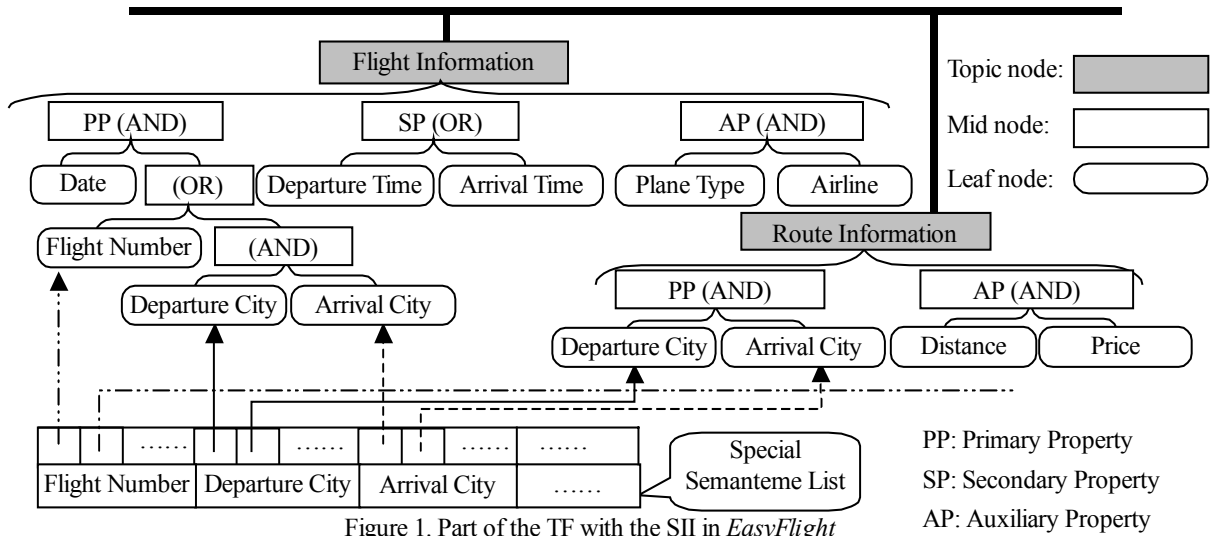 Flight Information
Topic node:
PP (AND)
SP (OR)
AP (AND)
Mid node:
Date
(OR)
Departure Time
Arrival Time
Plane Type
Airline
Leaf node:
Flight Number
(AND)
Route Information
Departure City
Arrival City
PP (AND)
AP (AND)
Departure City
Arrival City
Distance
Price
......
......
......
......
Flight Number
Departure City
Arrival City
......
Special
Semanteme List
PP: Primary Property
SP: Secondary Property
AP: Auxiliary Property
Figure 1. Part of the TF with the SII in EasyFlight